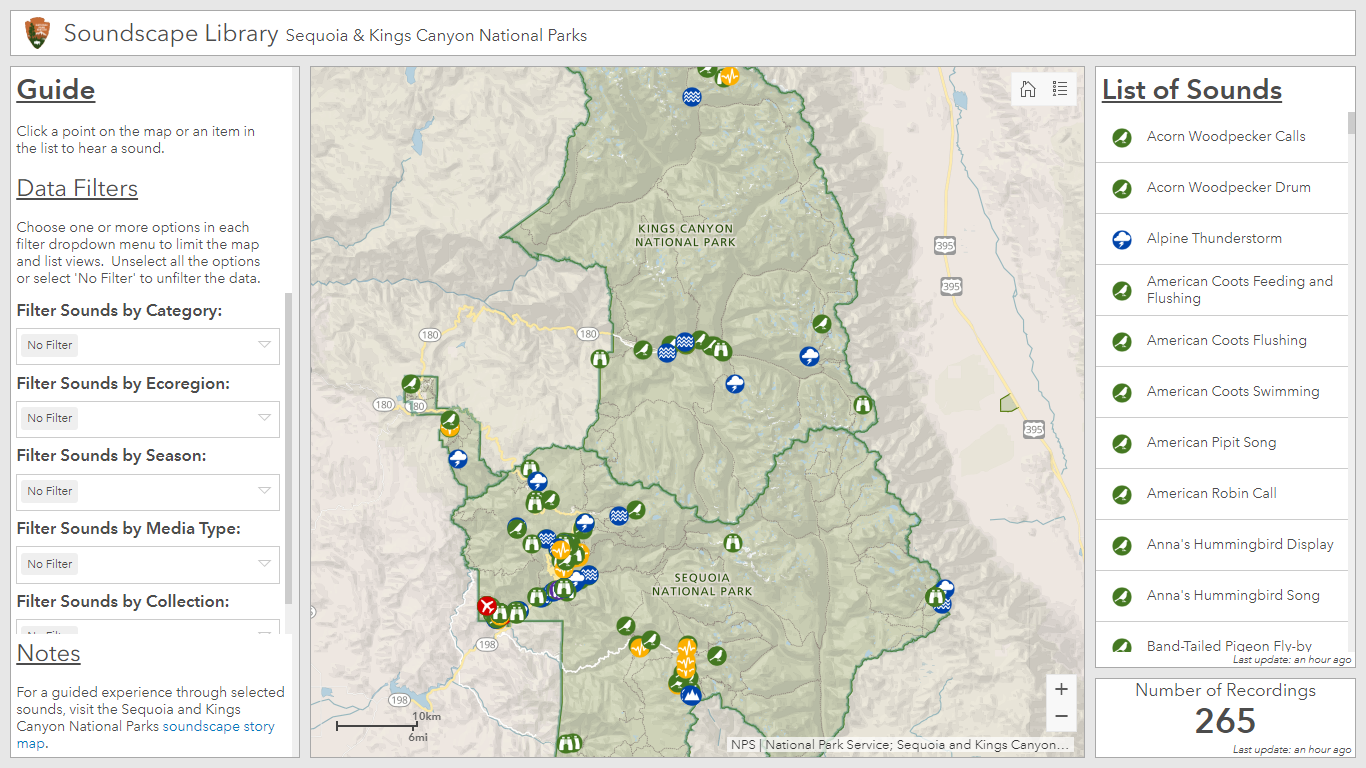 Soundscape Library Sequoia & Kings Canyon National Parks
Guide
Click a point on the map or an item in
the list to hear a sound.
Data Filters
Choose one or more options in each
filter dropdown menu to limit the map
and list views. Unselect all the options
or select 'No Filter' to unfilter the data.
Filter Sounds by Category:
No Filter
Filter Sounds by Ecoregion:
No Filter
Filter Sounds by Season:
No Filter
Filter Sounds by Media Type:
No Filter
Filter Sounds by Collection:
No Filter
Notes
For a guided experience through selected
sounds, visit the Sequoia and Kings
Canyon National Parks soundscape story
map.
KINGS CANYON
NATIONAL PARK
395
395
180
180
180
180
395
SEQUOIA
NATIONAL PARK
198
198
10km
6mi
+
−
NPS | National Park Service; Sequoia and Kings Canyon…
List of Sounds
Acorn Woodpecker Calls
Acorn Woodpecker Drum
Alpine Thunderstorm
American Coots Feeding and
Flushing
American Coots Flushing
American Coots Swimming
American Pipit Song
American Robin Call
Anna's Hummingbird Display
Anna's Hummingbird Song
Band-Tailed Pigeon Fly-by
Last update: an hour ago
Number of Recordings
265
Last update: an hour ago